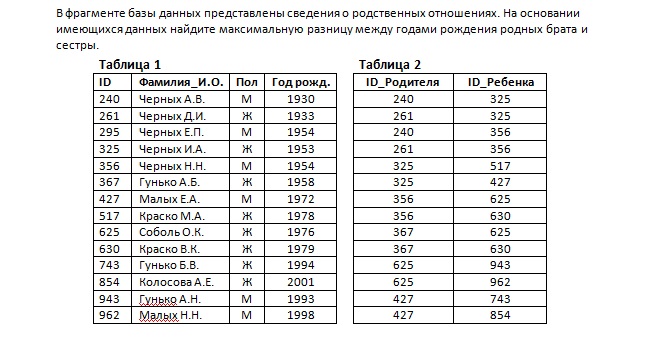 В фрагменте базы данных представлены сведения о родственных отношениях. На основании
имеющихся данных найдите максимальную разницу между годами рождения родных брата и
сестры.
Таблица 1 Таблица 2
ID Фамилия_И.О. Пол Год рожд. ID_Родителя ID_Ребенка
240 Черных А.В. М 1930 240 325
261 Черных Д.И. Ж 1933 261 325
295 Черных Е.П. М 1954 240 356
325 Черных И.А. Ж 1953 261 356
356 Черных Н.Н. М 1954 325 517
367 Гунько А.Б. Ж 1958 325 427
427 Малых Е.А. М 1972 356 625
517 Краско М.А. Ж 1978 356 630
625 Соболь О.К. Ж 1976 367 625
630 Краско В.К. Ж 1979 367 630
743 Гунько Б.В. Ж 1994 625 943
854 Колосова А.Е. Ж 2001 625 962
943 Гунько А.Н. М 1993 427 743
962 Малых Н.Н. М 1998 427 854